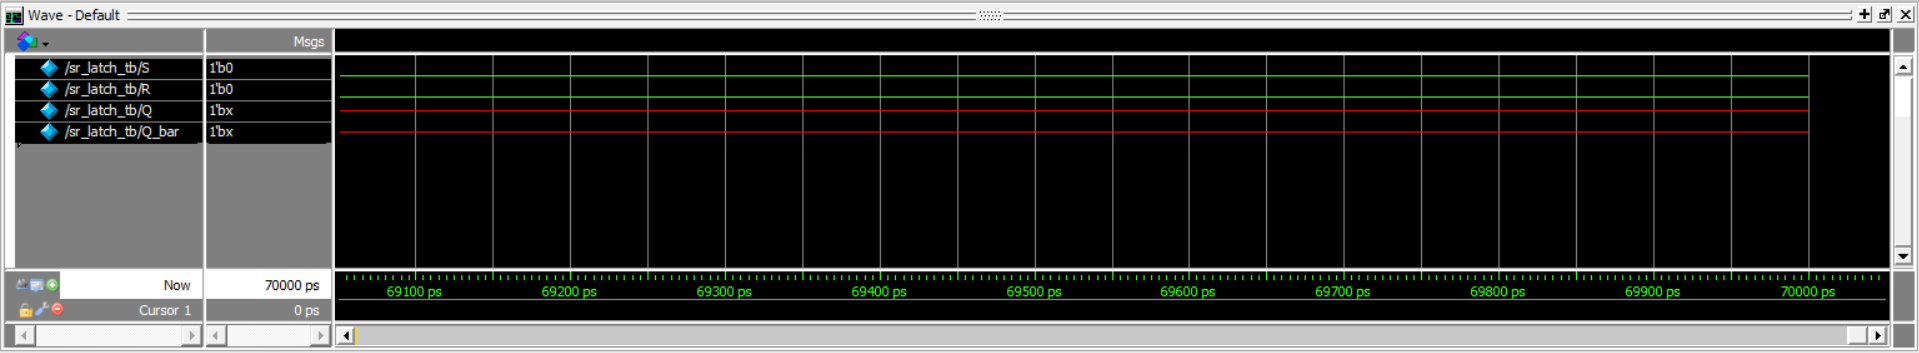 Wave - Default
Msgs
/sr_latch_tb/S 1'b0
/sr_latch_tb/R 1'b0
/sr_latch_tb/Q 1'bx
/sr_latch_tb/Q_bar 1'bx
Now 70000 ps
69100 ps 69200 ps 69300 ps 69400 ps 69500 ps 69600 ps 69700 ps 69800 ps 69900 ps 70000 ps
Cursor 1 0 ps